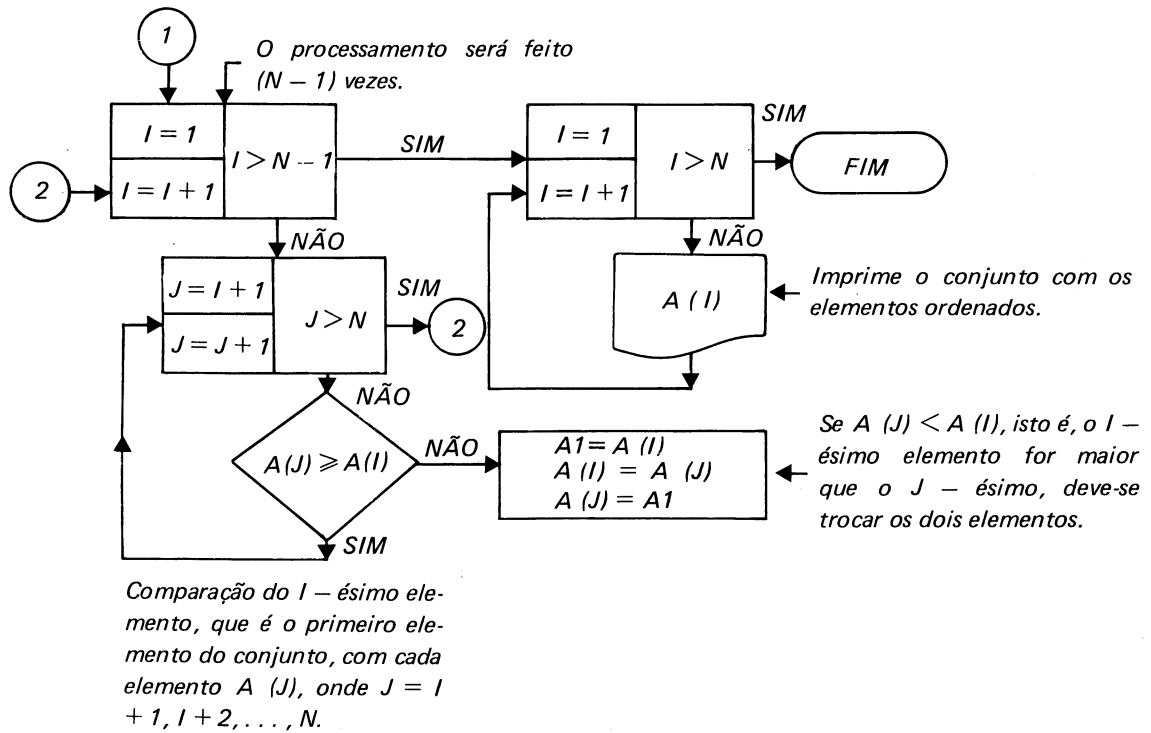 1
O processamento será feito
(N – 1) vezes.
I = 1
I = I + 1
I > N – 1
2
SIM
I = 1
I = I + 1
I > N
SIM
FIM
NÃO
NÃO
J = I + 1
J = J + 1
J > N
SIM
2
A (I)
Imprime o conjunto com os
elementos ordenados.
NÃO
A (J) ⩾ A(I)
NÃO
A1= A (I)
A (I) = A (J)
A (J) = A1
Se A (J) < A (I), isto é, o I –
ésimo elemento for maior
que o J – ésimo, deve-se
trocar os dois elementos.
SIM
Comparação do I – ésimo ele-
mento, que é o primeiro ele-
mento do conjunto, com cada
elemento A (J), onde J = I
+ 1, I + 2, . . . , N.